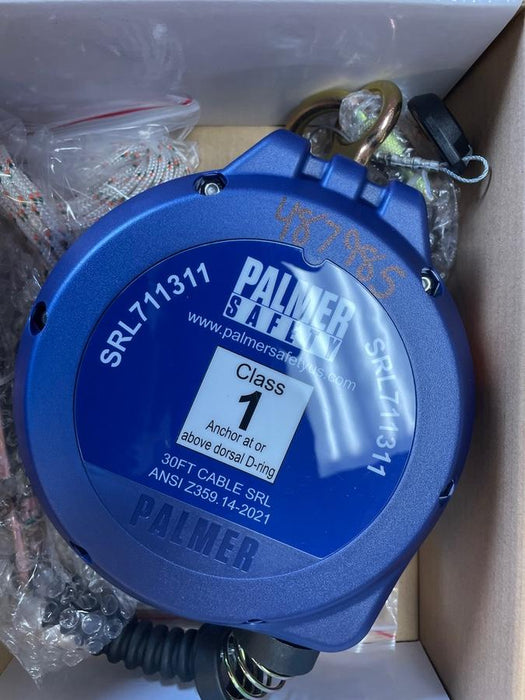 487985
PALMER
SAFETY
www.palmersafetyus.com
SRL711311
SRL711311
Class
1
Anchor at or
above dorsal D-ring
30FT CABLE SRL
ANSI Z359.14-2021
PALMER